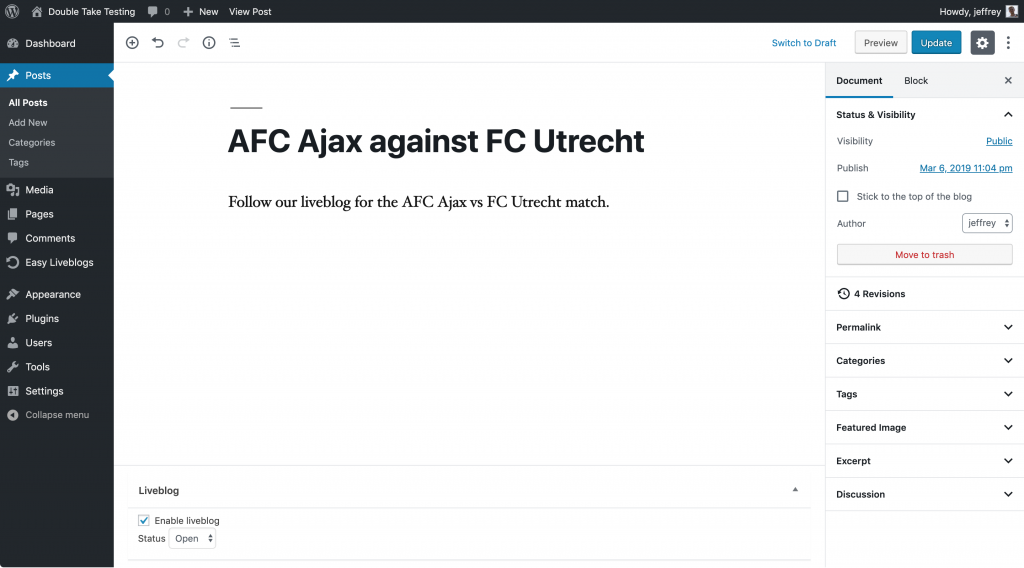 Double Take Testing 0 New View Post Howdy, jeffrey
Dashboard
Posts
All Posts
Add New
Categories
Tags
Media
Pages
Comments
Easy Liveblogs
Appearance
Plugins
Users
Tools
Settings
Collapse menu
Switch to Draft Preview Update
AFC Ajax against FC Utrecht
Follow our liveblog for the AFC Ajax vs FC Utrecht match.
Liveblog
Enable liveblog
Status Open
Document Block
Status & Visibility
Visibility Public
Publish Mar 6, 2019 11:04 pm
Stick to the top of the blog
Author jeffrey
Move to trash
4 Revisions
Permalink
Categories
Tags
Featured Image
Excerpt
Discussion